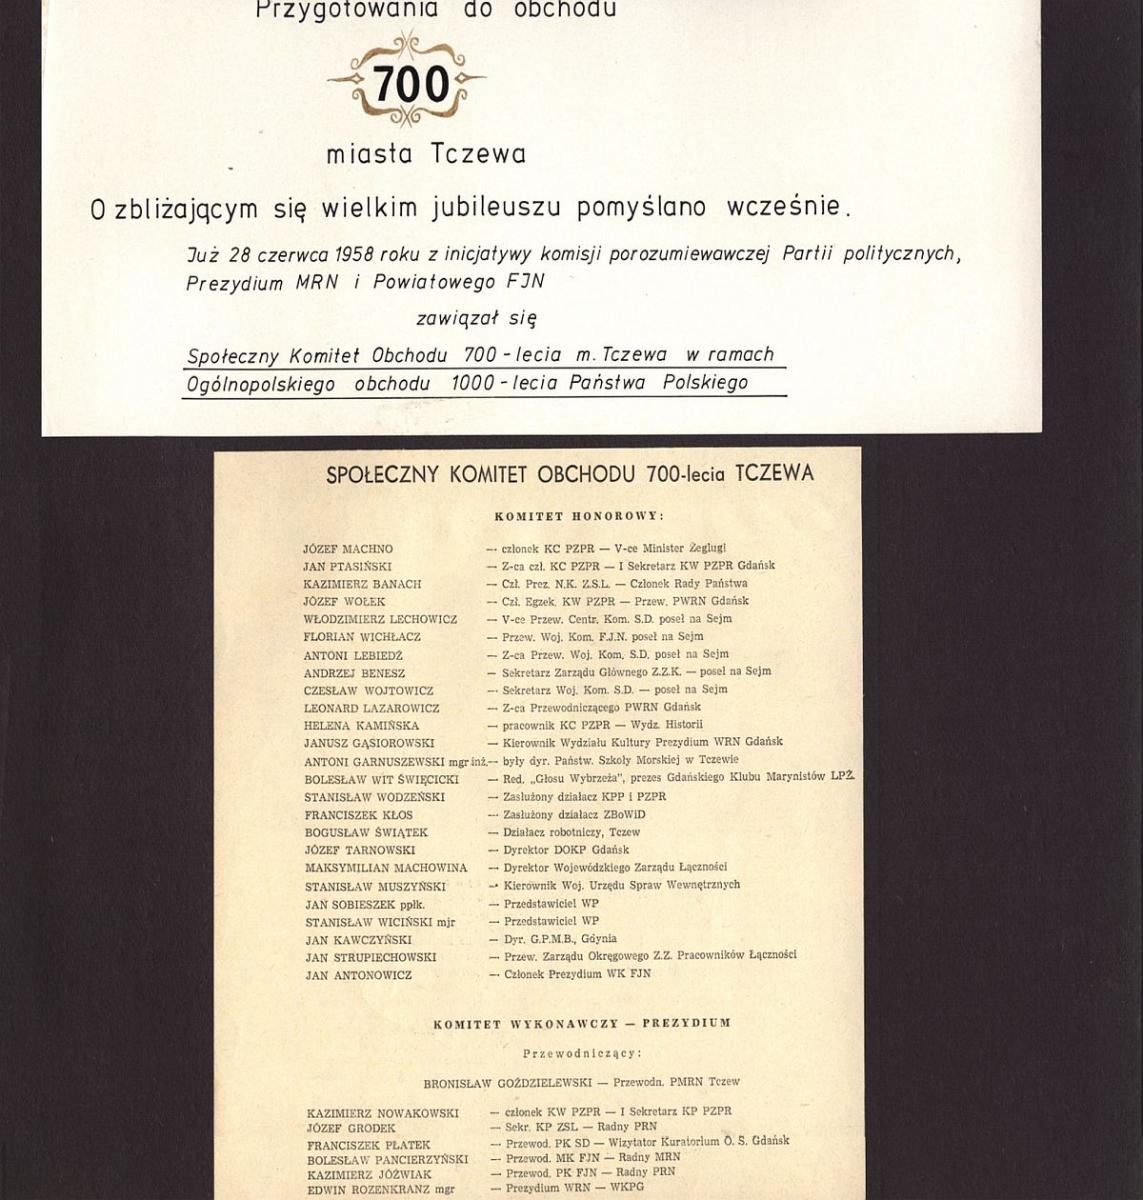 Przygotowania do obchodu
700
miasta Tczewa
O zbliżającym się wielkim jubileuszu pomyślano wcześnie.
Już 28 czerwca 1958 roku z inicjatywy komisji porozumiewawczej Partii politycznych,
Prezydium MRN i Powiatowego FJN
zawiązał się
Społeczny Komitet Obchodu 700-lecia m. Tczewa w ramach
Ogólnopolskiego obchodu 1000-lecia Państwa Polskiego
SPOŁECZNY KOMITET OBCHODU 700-lecia TCZEWA
KOMITET HONOROWY:
JÓZEF MACHNO — członek KC PZPR — V-ce Minister Żeglugi
JAN PTASIŃSKI — Z-ca czł. KC PZPR — I Sekretarz KW PZPR Gdańsk
KAZIMIERZ BANACH — Czł. Prez. N.K. Z.S.L. — Członek Rady Państwa
JÓZEF WOŁEK — Czł. Egzek. KW PZPR — Przew. PWRN Gdańsk
WŁODZIMIERZ LECHOWICZ — V-ce Przew. Centr. Kom. S.D. poseł na Sejm
FLORIAN WICHŁACZ — Przew. Woj. Kom. F.J.N. poseł na Sejm
ANTONI LEBIEDŹ — Z-ca Przew. Woj. Kom. S.D. poseł na Sejm
ANDRZEJ BENESZ — Sekretarz Zarządu Głównego Z.Z.K. — poseł na Sejm
CZESŁAW WOJTOWICZ — Sekretarz Woj. Kom. S.D. — poseł na Sejm
LEONARD LAZAROWICZ — Z-ca Przewodniczącego PWRN Gdańsk
HELENA KAMIŃSKA — pracownik KC PZPR — Wydz. Historii
JANUSZ GĄSIOROWSKI — Kierownik Wydziału Kultury Prezydium WRN Gdańsk
ANTONI GARNUSZEWSKI mgr inż. — były dyr. Państw. Szkoły Morskiej w Tczewie
BOLESŁAW WIT ŚWIĘCICKI — Red. „Głosu Wybrzeża", prezes Gdańskiego Klubu Marynistów LPŻ.
STANISŁAW WODZEŃSKI — Zasłużony działacz KPP i PZPR
FRANCISZEK KŁOS — Zasłużony działacz ZBoWiD
BOGUSŁAW ŚWIĄTEK — Działacz robotniczy, Tczew
JÓZEF TARNOWSKI — Dyrektor DOKP Gdańsk
MAKSYMILIAN MACHOWINA — Dyrektor Wojewódzkiego Zarządu Łączności
STANISŁAW MUSZYŃSKI — Kierownik Woj. Urzędu Spraw Wewnętrznych
JAN SOBIESZEK ppłk. — Przedstawiciel WP
STANISŁAW WICIŃSKI mjr — Przedstawiciel WP
JAN KAWCZYŃSKI — Dyr. G.P.M.B., Gdynia
JAN STRUPIECHOWSKI — Przew. Zarządu Okręgowego Z.Z. Pracowników Łączności
JAN ANTONOWICZ — Członek Prezydium WK FJN
KOMITET WYKONAWCZY — PREZYDIUM
Przewodniczący:
BRONISŁAW GOŹDZIELEWSKI — Przewodn. PMRN Tczew
KAZIMIERZ NOWAKOWSKI — członek KW PZPR — I Sekretarz KP PZPR
JÓZEF GRODEK — Sekr. KP ZSL — Radny PRN
FRANCISZEK PŁATEK — Przewod. PK SD — Wizytator Kuratorium O. S. Gdańsk
BOLESŁAW PANCIERZYŃSKI — Przewod. MK FJN — Radny MRN
KAZIMIERZ JÓŹWIAK — Przewod. PK FJN — Radny PRN
EDWIN ROZENKRANZ mgr — Prezydium WRN — WKPG